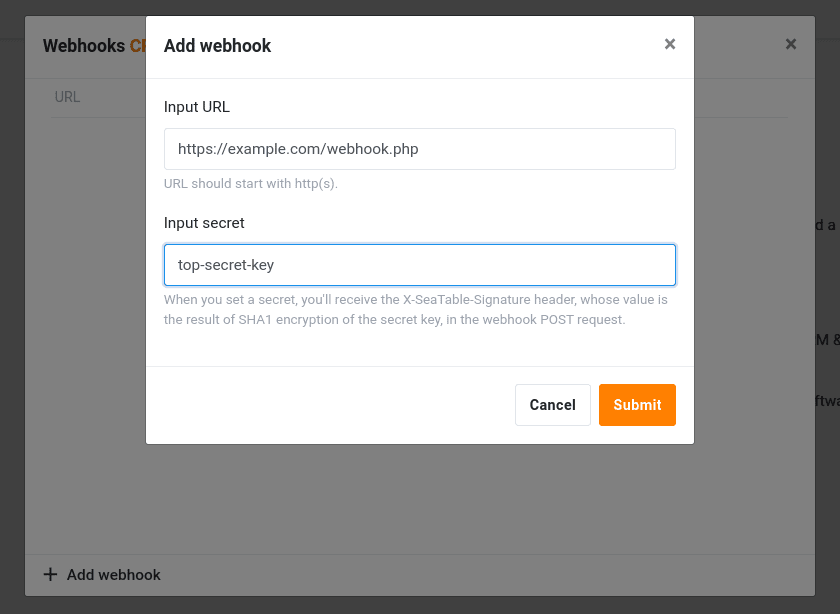 Webhooks
Add webhook
×
×
URL
Input URL
https://example.com/webhook.php
URL should start with http(s).
d a
Input secret
top-secret-key
When you set a secret, you'll receive the X-SeaTable-Signature header, whose value is
the result of SHA1 encryption of the secret key, in the webhook POST request.
M &
Cancel
Submit
ftwa
+ Add webhook